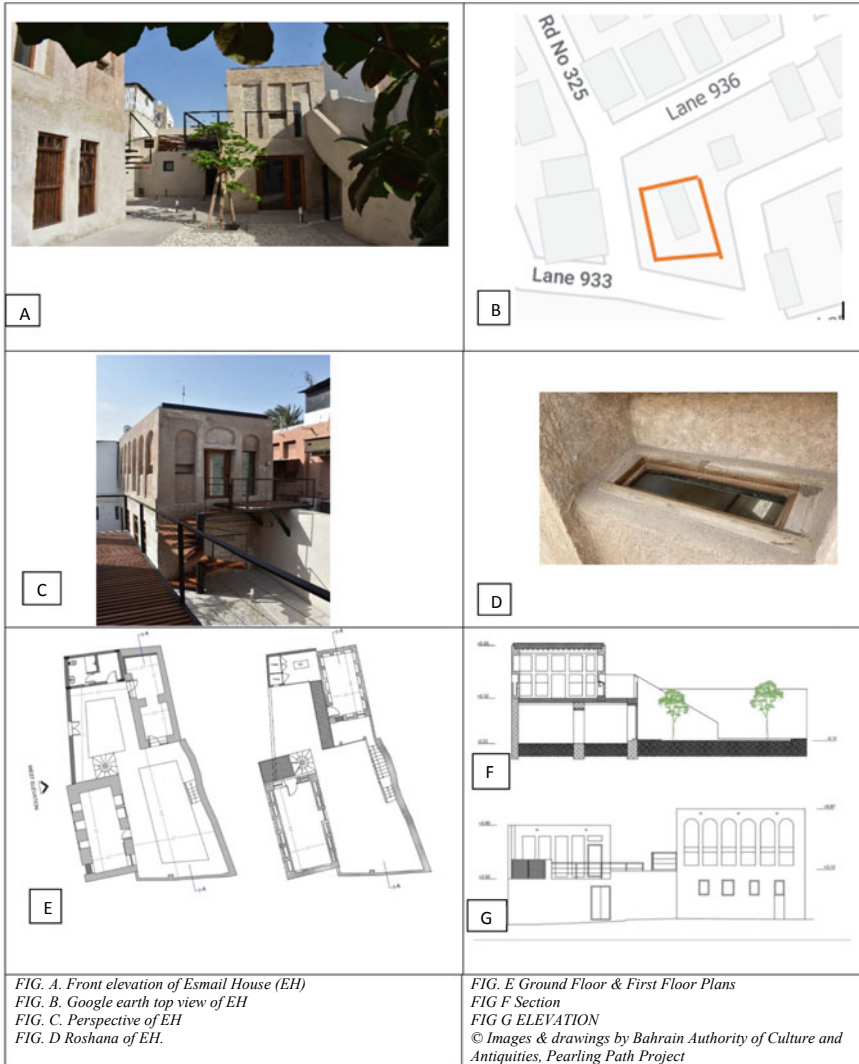 A
Rd No 325
Lane 936
Lane 933
B
C
D
A
A
WEST ELEVATION
A
A
E
F
G
FIG. A. Front elevation of Esmail House (EH)
FIG. B. Google earth top view of EH
FIG. C. Perspective of EH
FIG. D Roshana of EH.
FIG. E Ground Floor & First Floor Plans
FIG F Section
FIG G ELEVATION
© Images & drawings by Bahrain Authority of Culture and
Antiquities, Pearling Path Project